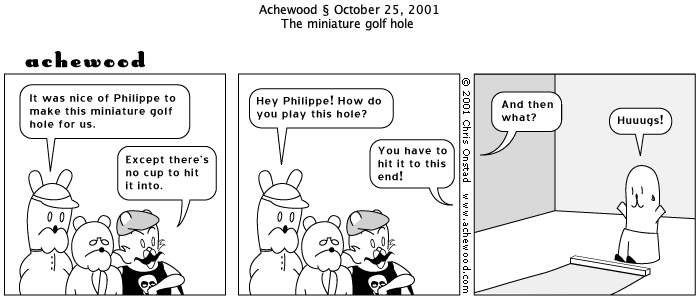 Achewood § October 25, 2001
The miniature golf hole
achewood
It was nice of Philippe to
make this miniature golf
hole for us.
Except there's
no cup to hit
it into.
Hey Philippe! How do
you play this hole?
You have to
hit it to this
end!
© 2001 Chris Onstad www.achewood.com
And then
what?
Huuugs!